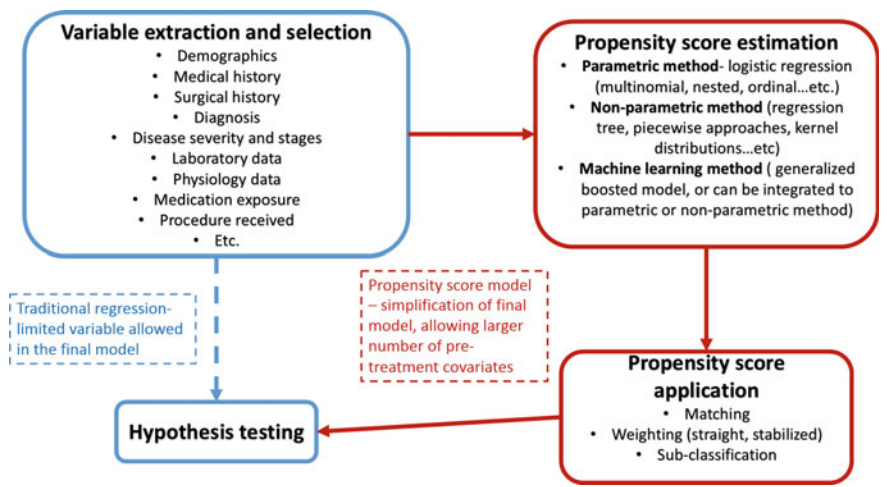 Variable extraction and selection
• Demographics
• Medical history
• Surgical history
• Diagnosis
• Disease severity and stages
• Laboratory data
• Physiology data
• Medication exposure
• Procedure received
• Etc.
Propensity score estimation
• Parametric method- logistic regression
(multinomial, nested, ordinal...etc.)
• Non-parametric method (regression
tree, piecewise approaches, kernel
distributions...etc)
• Machine learning method ( generalized
boosted model, or can be integrated to
parametric or non-parametric method)
Traditional regression-
limited variable allowed
in the final model
Propensity score model
– simplification of final
model, allowing larger
number of pre-
treatment covariates
Propensity score
application
• Matching
• Weighting (straight, stabilized)
• Sub-classification
Hypothesis testing